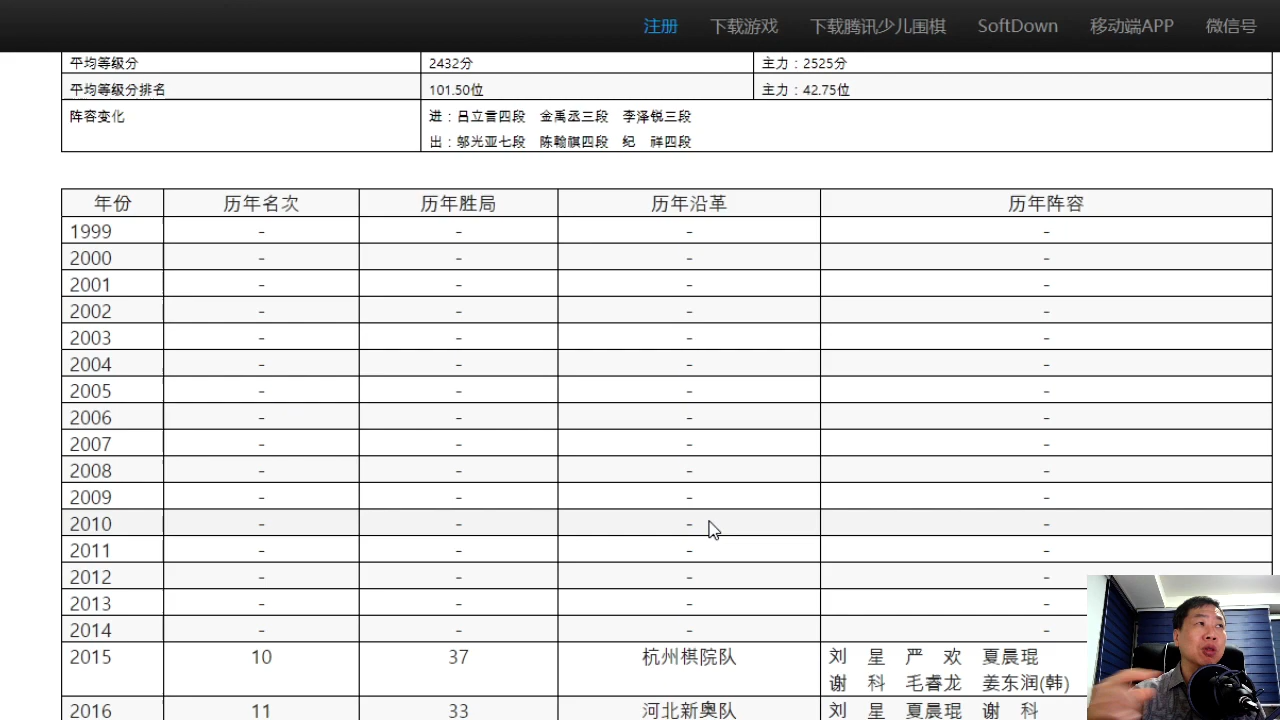 注册 下载游戏 下载腾讯少儿围棋 SoftDown 移动端APP 微信号
平均等级分 2432分 主力：2525分
平均等级分排名 101.50位 主力：42.75位
阵容变化 进：吕立言四段 金禹丞三段 李泽锐三段
出：邬光亚七段 陈翰祺四段 纪 祥四段
年份 历年名次 历年胜局 历年沿革 历年阵容
1999 - - - -
2000 - - - -
2001 - - - -
2002 - - - -
2003 - - - -
2004 - - - -
2005 - - - -
2006 - - - -
2007 - - - -
2008 - - - -
2009 - - - -
2010 - - - -
2011 - - - -
2012 - - - -
2013 - - - -
2014 - - - -
2015 10 37 杭州棋院队 刘 星 严 欢 夏晨琨
谢 科 毛睿龙 姜东润(韩)
2016 11 33 河北新奥队 刘 星 夏晨琨 谢 科